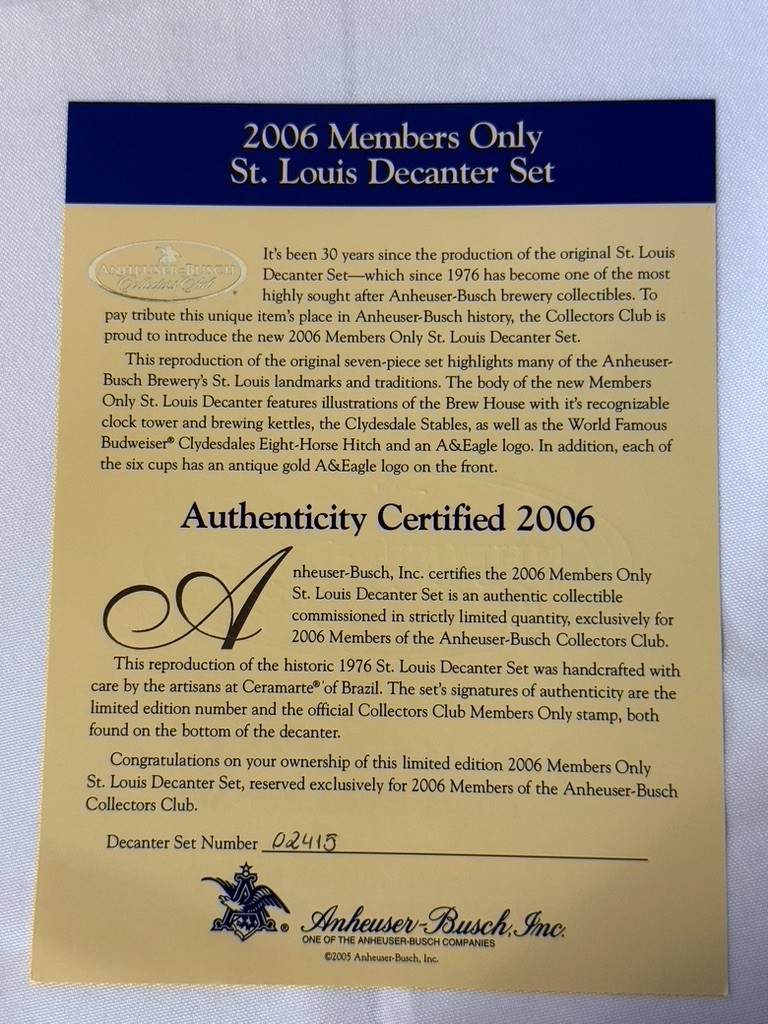 2006 Members Only
St. Louis Decanter Set
ANHEUSER-BUSCH
Collectors Club
It's been 30 years since the production of the original St. Louis
Decanter Set—which since 1976 has become one of the most
highly sought after Anheuser-Busch brewery collectibles. To
pay tribute this unique item's place in Anheuser-Busch history, the Collectors Club is
proud to introduce the new 2006 Members Only St. Louis Decanter Set.
This reproduction of the original seven-piece set highlights many of the Anheuser-
Busch Brewery's St. Louis landmarks and traditions. The body of the new Members
Only St. Louis Decanter features illustrations of the Brew House with it's recognizable
clock tower and brewing kettles, the Clydesdale Stables, as well as the World Famous
Budweiser® Clydesdales Eight-Horse Hitch and an A&Eagle logo. In addition, each of
the six cups has an antique gold A&Eagle logo on the front.
Authenticity Certified 2006
Anheuser-Busch, Inc. certifies the 2006 Members Only
St. Louis Decanter Set is an authentic collectible
commissioned in strictly limited quantity, exclusively for
2006 Members of the Anheuser-Busch Collectors Club.
This reproduction of the historic 1976 St. Louis Decanter Set was handcrafted with
care by the artisans at Ceramarte® of Brazil. The set's signatures of authenticity are the
limited edition number and the official Collectors Club Members Only stamp, both
found on the bottom of the decanter.
Congratulations on your ownership of this limited edition 2006 Members Only
St. Louis Decanter Set, reserved exclusively for 2006 Members of the Anheuser-Busch
Collectors Club.
Decanter Set Number 02415
A ®
Anheuser-Busch, Inc.
ONE OF THE ANHEUSER-BUSCH COMPANIES
©2005 Anheuser-Busch, Inc.